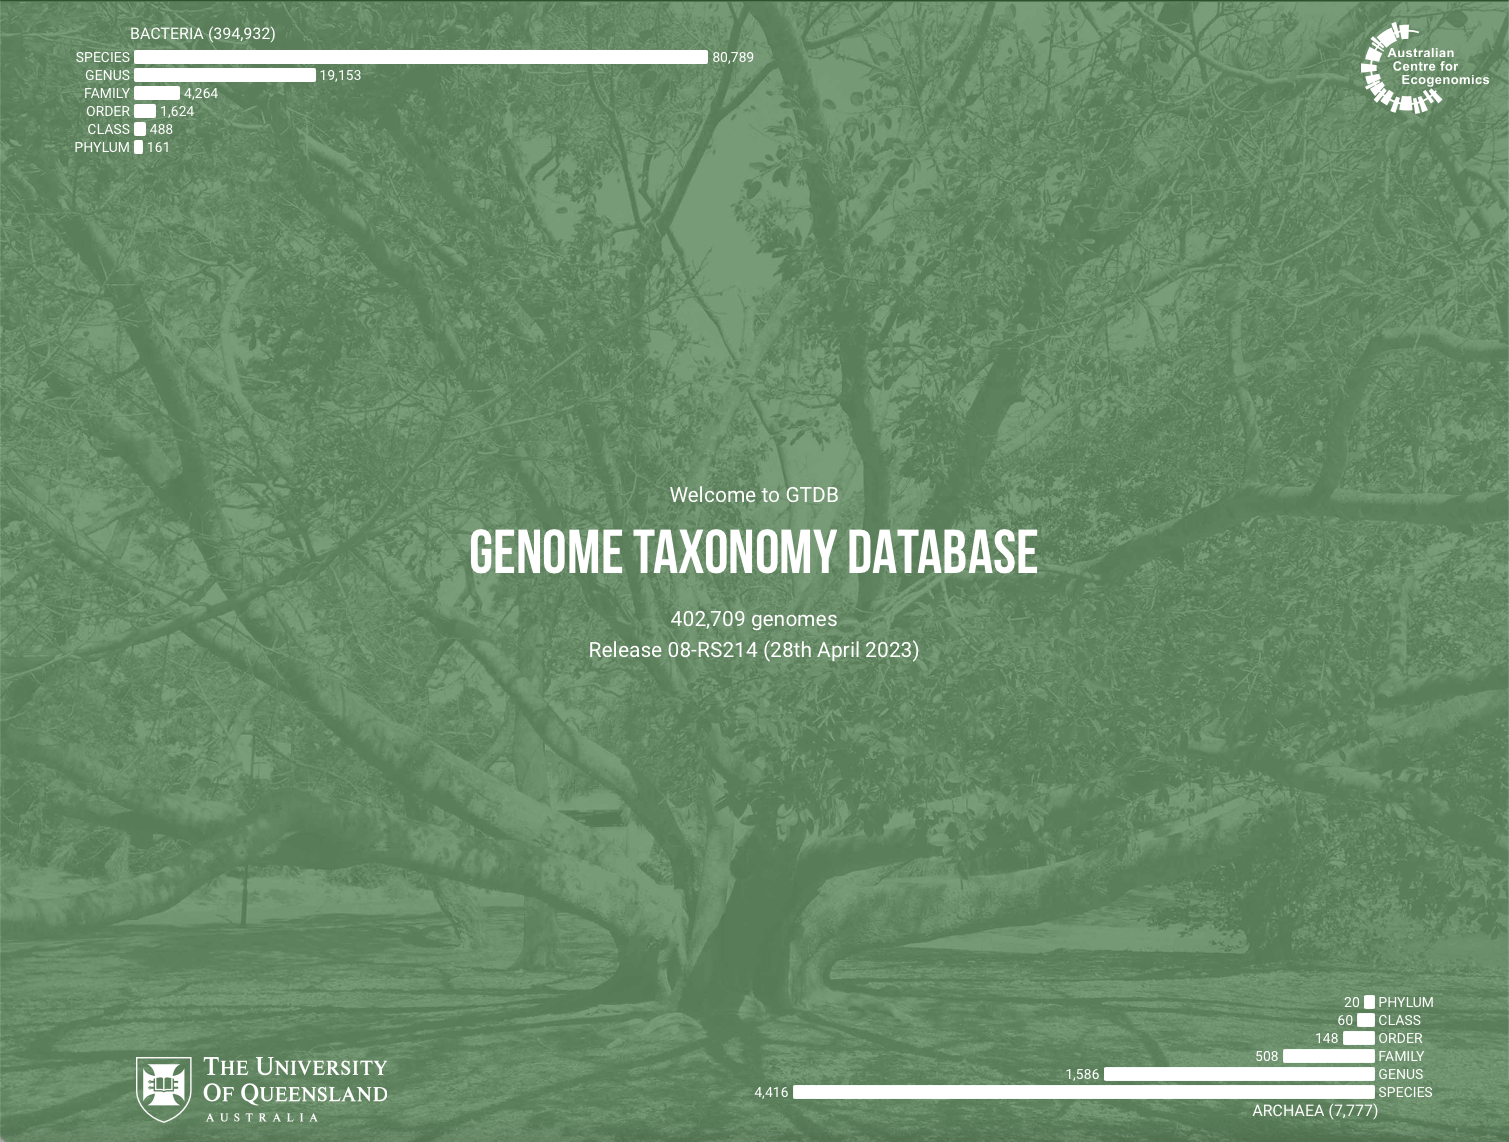 BACTERIA (394,932)
SPECIES 80,789
GENUS 19,153
FAMILY 4,264
ORDER 1,624
CLASS 488
PHYLUM 161
Australian
Centre for
Ecogenomics
Welcome to GTDB
GENOME TAXONOMY DATABASE
402,709 genomes
Release 08-RS214 (28th April 2023)
20 PHYLUM
60 CLASS
148 ORDER
508 FAMILY
1,586 GENUS
4,416 SPECIES
ARCHAEA (7,777)
THE UNIVERSITY
OF QUEENSLAND
AUSTRALIA